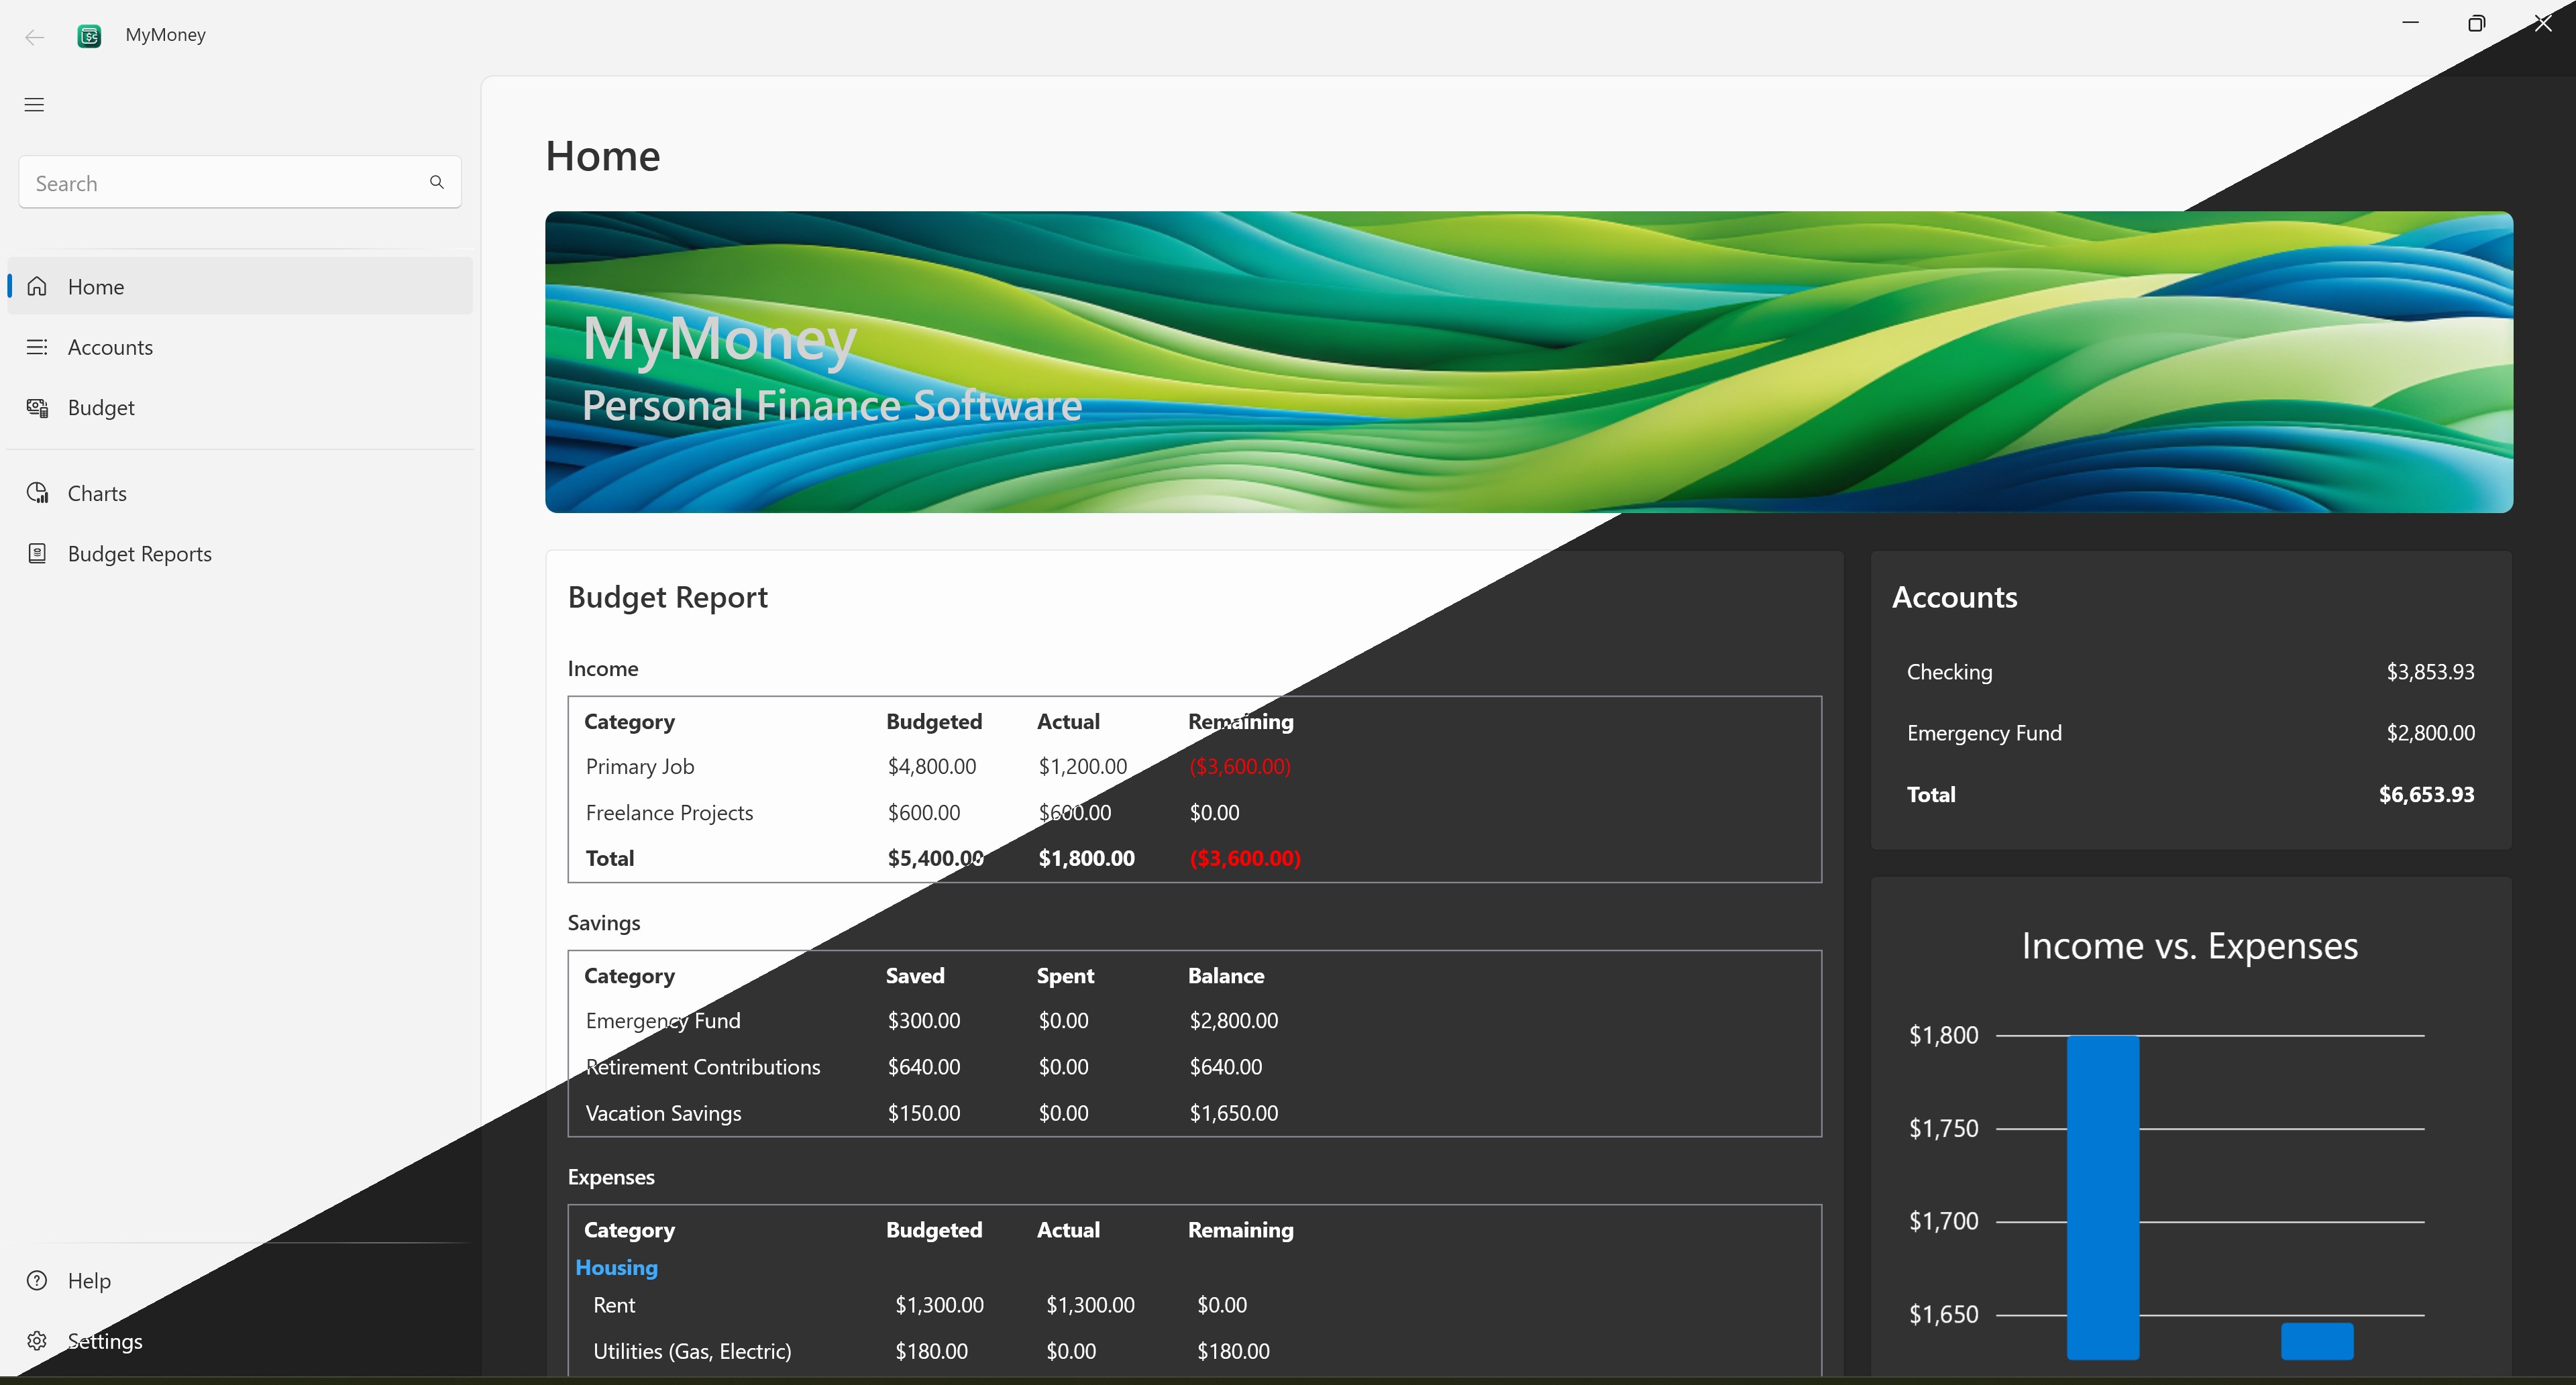 MyMoney
Search
Home
Accounts
Budget
Charts
Budget Reports
Help
Settings
Home
MyMoney
Personal Finance Software
Budget Report
Income
Category Budgeted Actual Remaining
Primary Job $4,800.00 $1,200.00 ($3,600.00)
Freelance Projects $600.00 $600.00 $0.00
Total $5,400.00 $1,800.00 ($3,600.00)
Savings
Category Saved Spent Balance
Emergency Fund $300.00 $0.00 $2,800.00
Retirement Contributions $640.00 $0.00 $640.00
Vacation Savings $150.00 $0.00 $1,650.00
Expenses
Category Budgeted Actual Remaining
Housing
Rent $1,300.00 $1,300.00 $0.00
Utilities (Gas, Electric) $180.00 $0.00 $180.00
Accounts
Checking $3,853.93
Emergency Fund $2,800.00
Total $6,653.93
Income vs. Expenses
$1,800
$1,750
$1,700
$1,650